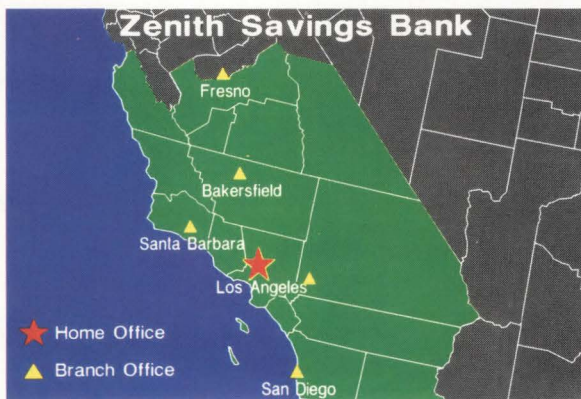 Zenith Savings Bank
Fresno
Bakersfield
Santa Barbara
Los Angeles
Home Office
Branch Office
San Diego